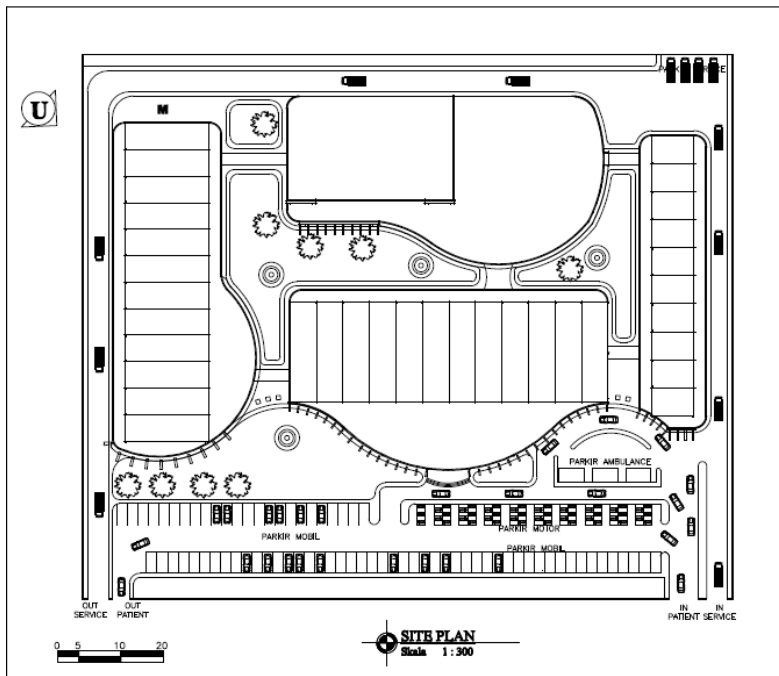 PARKIR SERVICE
U
M
PARKIR AMBULANCE
PARKIR MOTOR
PARKIR MOBIL
PARKIR MOBIL
OUT
SERVICE
OUT
PATIENT
IN
PATIENT
IN
SERVICE
0 5 10 20
SITE PLAN
Skala 1 : 300